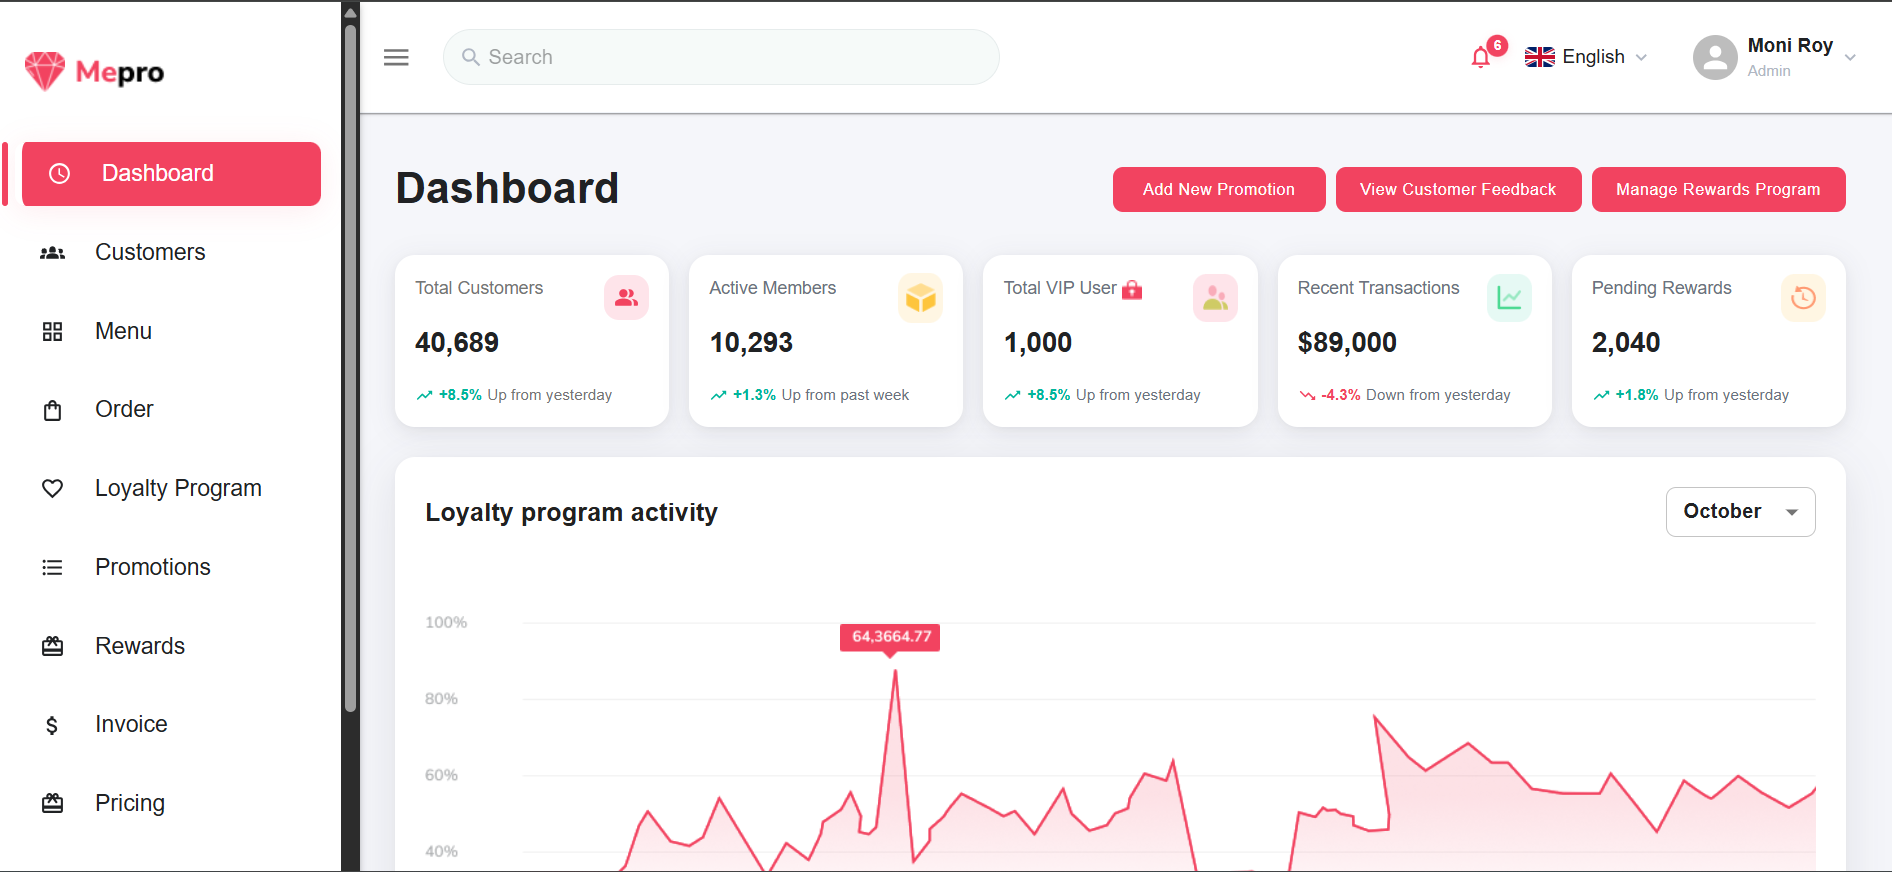 Mepro
Search
6
English
Moni Roy
Admin
Dashboard
Customers
Menu
Order
Loyalty Program
Promotions
Rewards
Invoice
Pricing
Dashboard
Add New Promotion
View Customer Feedback
Manage Rewards Program
Total Customers
40,689
+8.5% Up from yesterday
Active Members
10,293
+1.3% Up from past week
Total VIP User
1,000
+8.5% Up from yesterday
Recent Transactions
$89,000
-4.3% Down from yesterday
Pending Rewards
2,040
+1.8% Up from yesterday
Loyalty program activity
October
100%
64,3664.77
80%
60%
40%